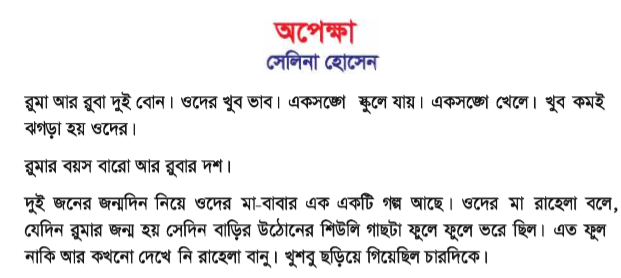 অপেক্ষা
সেলিনা হোসেন
রুমা আর রুবা দুই বোন। ওদের খুব ভাব। একসঙ্গে স্কুলে যায়। একসঙ্গে খেলে। খুব কমই
ঝগড়া হয় ওদের।
রুমার বয়স বারো আর রুবার দশ।
দুই জনের জন্মদিন নিয়ে ওদের মা-বাবার এক একটি গল্প আছে। ওদের মা রাহেলা বলে,
যেদিন রুমার জন্ম হয় সেদিন বাড়ির উঠোনের শিউলি গাছটা ফুলে ফুলে ভরে ছিল। এত ফুল
নাকি আর কখনো দেখে নি রাহেলা বানু। খুশবু ছড়িয়ে গিয়েছিল চারদিকে।